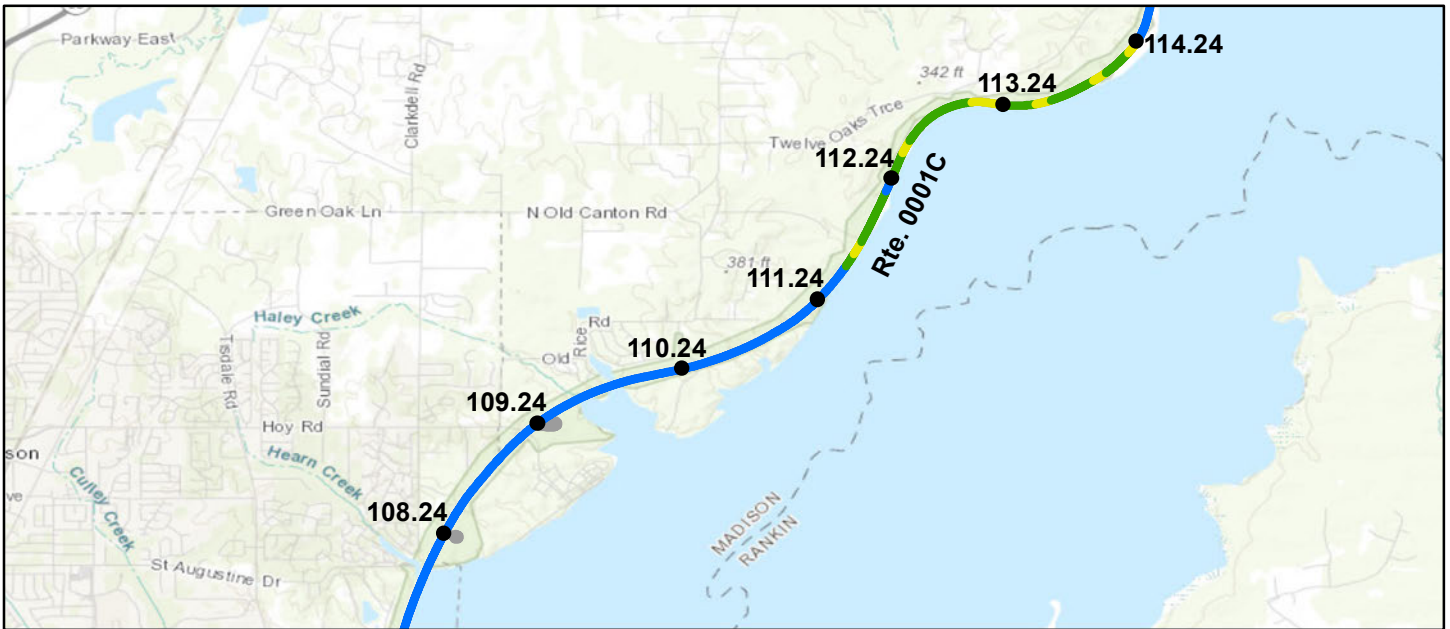 Parkway East
114.24
342 ft
113.24
Clarkdell Rd
Twelve Oaks Trce
112.24
Rte. 0001C
Green Oak Ln
N Old Canton Rd
381 ft
111.24
Haley Creek
Rd
Old Rice
110.24
Tisdale Rd
Sundial Rd
109.24
Hoy Rd
son
Hearn Creek
ve
Culley Creek
108.24
MADISON
RANKIN
St Augustine Dr